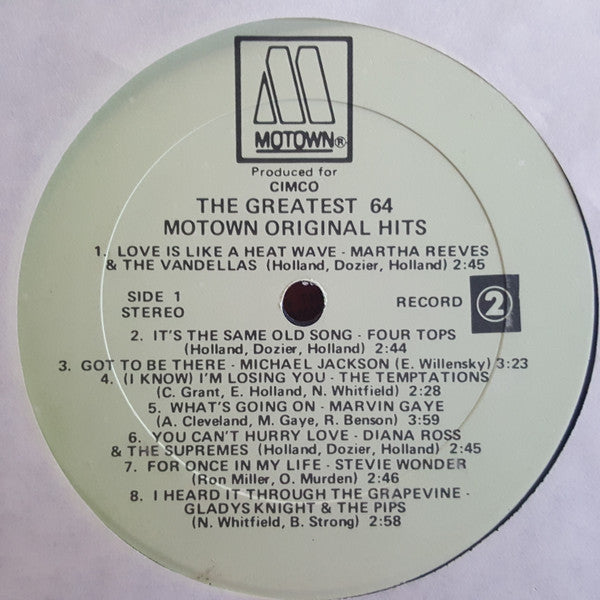 MOTOWN®
Produced for
CIMCO
THE GREATEST 64
MOTOWN ORIGINAL HITS
1. LOVE IS LIKE A HEAT WAVE - MARTHA REEVES
& THE VANDELLAS (Holland, Dozier, Holland) 2:45
SIDE 1
STEREO
RECORD 2
2. IT'S THE SAME OLD SONG - FOUR TOPS
(Holland, Dozier, Holland) 2:44
3. GOT TO BE THERE - MICHAEL JACKSON (E. Willensky) 3:23
4. (I KNOW) I'M LOSING YOU - THE TEMPTATIONS
(C. Grant, E. Holland, N. Whitfield) 2:28
5. WHAT'S GOING ON - MARVIN GAYE
(A. Cleveland, M. Gaye, R. Benson) 3:59
6. YOU CAN'T HURRY LOVE - DIANA ROSS
& THE SUPREMES (Holland, Dozier, Holland) 2:45
7. FOR ONCE IN MY LIFE - STEVIE WONDER
(Ron Miller, O. Murden) 2:46
8. I HEARD IT THROUGH THE GRAPEVINE -
GLADYS KNIGHT & THE PIPS
(N. Whitfield, B. Strong) 2:58